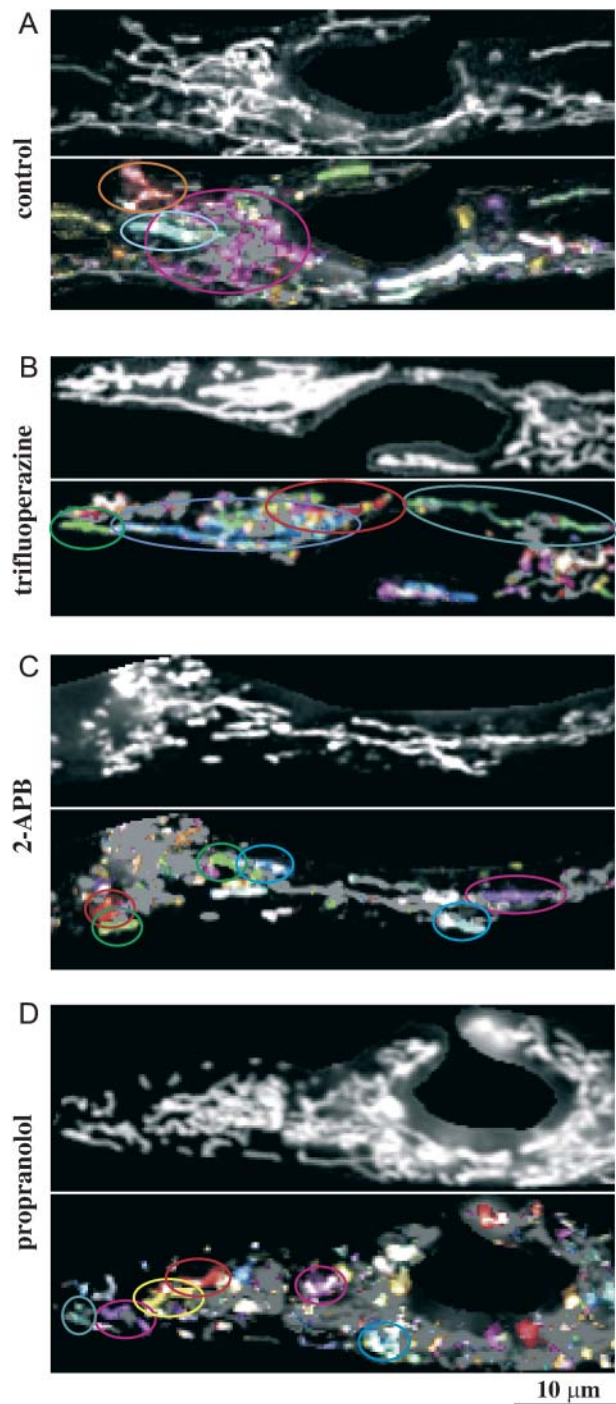 A
control
B
trifluoperazine
C
2-APB
D
propranolol
10 μm